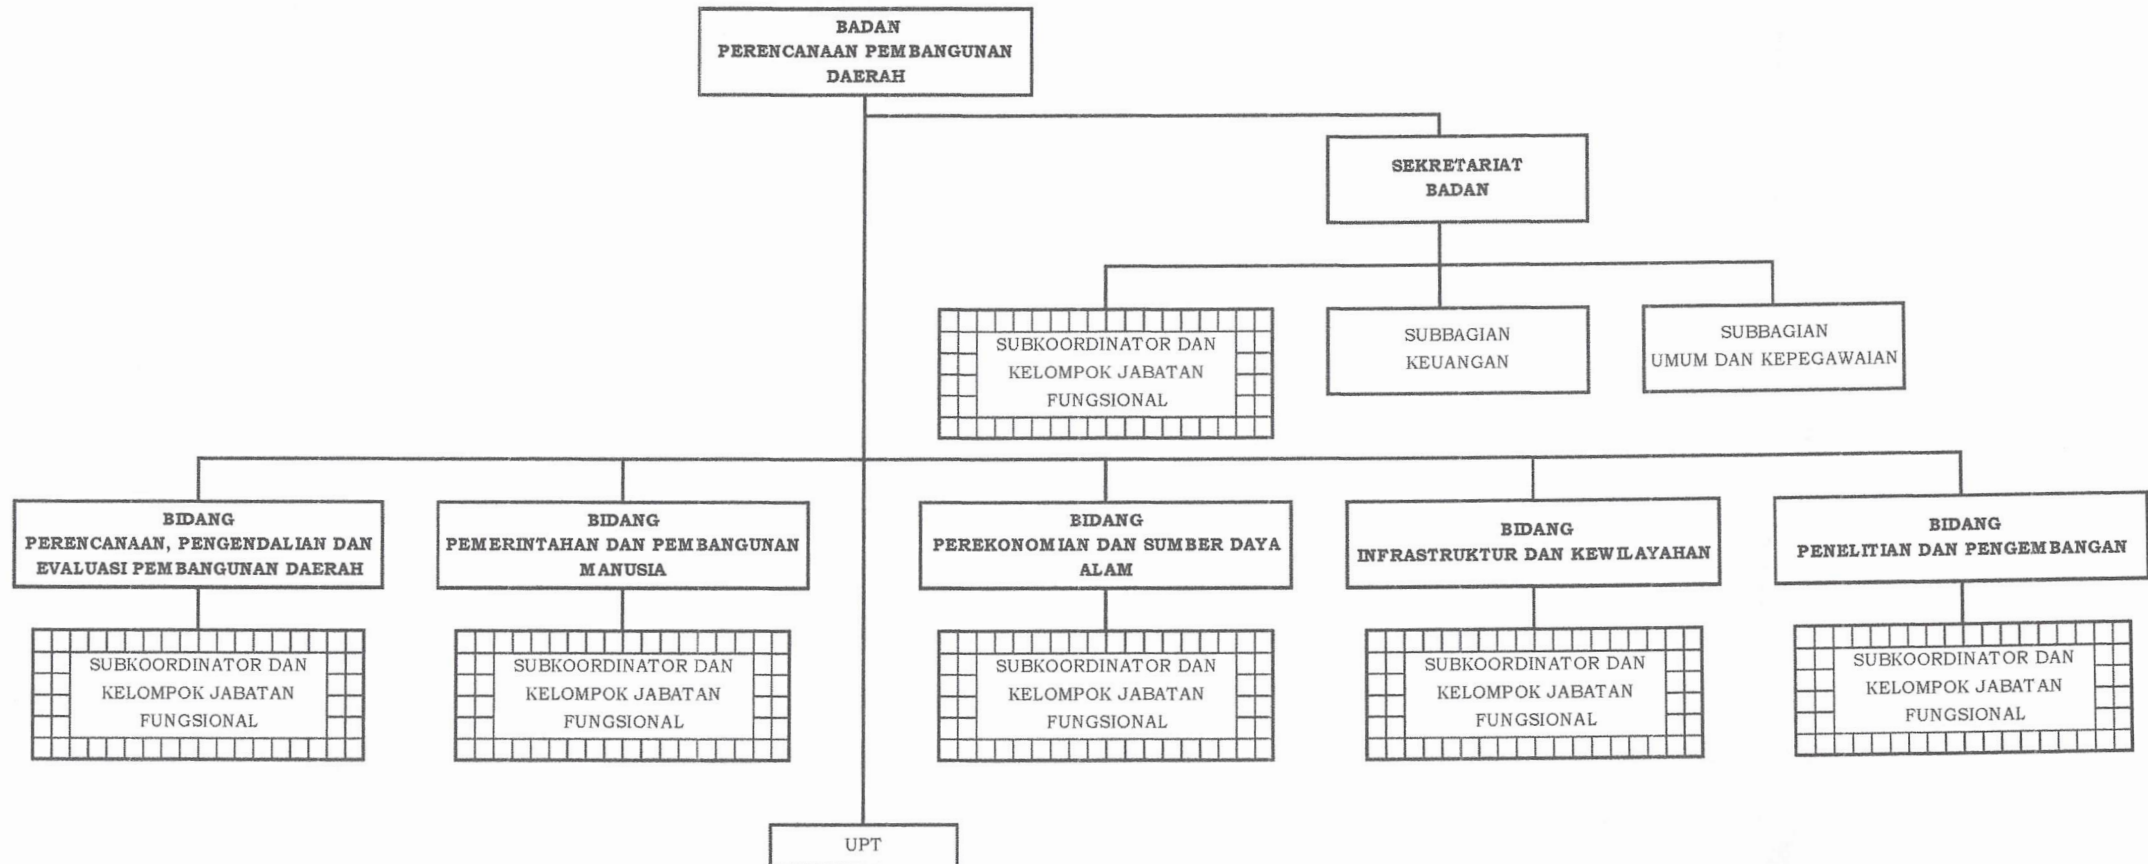 BADAN
PERENCANAAN PEMBANGUNAN
DAERAH
SEKRETARIAT
BADAN
SUBKOORDINATOR DAN
KELOMPOK JABATAN
FUNGSIONAL
SUBBAGIAN
KEUANGAN
SUBBAGIAN
UMUM DAN KEPEGAWAIAN
BIDANG
PERENCANAAN, PENGENDALIAN DAN
EVALUASI PEMBANGUNAN DAERAH
BIDANG
PEMERINTAHAN DAN PEMBANGUNAN
MANUSIA
BIDANG
PEREKONOMIAN DAN SUMBER DAYA
ALAM
BIDANG
INFRASTRUKTUR DAN KEWILAYAHAN
BIDANG
PENELITIAN DAN PENGEMBANGAN
SUBKOORDINATOR DAN
KELOMPOK JABATAN
FUNGSIONAL
SUBKOORDINATOR DAN
KELOMPOK JABATAN
FUNGSIONAL
SUBKOORDINATOR DAN
KELOMPOK JABATAN
FUNGSIONAL
SUBKOORDINATOR DAN
KELOMPOK JABATAN
FUNGSIONAL
SUBKOORDINATOR DAN
KELOMPOK JABATAN
FUNGSIONAL
UPT